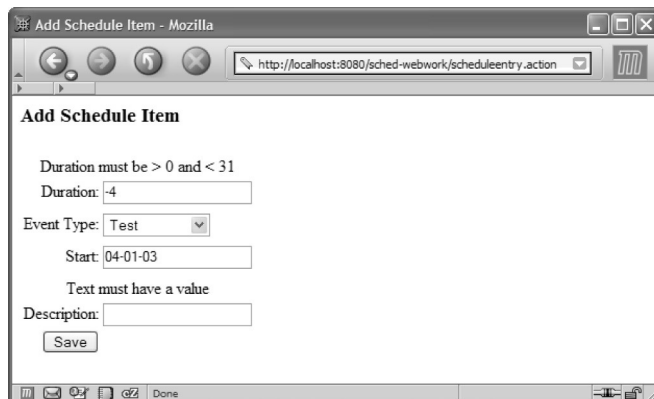 Add Schedule Item - Mozilla
http://localhost:8080/sched-webwork/scheduleentry.action
Add Schedule Item
Duration must be > 0 and < 31
Duration: -4
Event Type: Test
Start: 04-01-03
Text must have a value
Description:
Save
Done